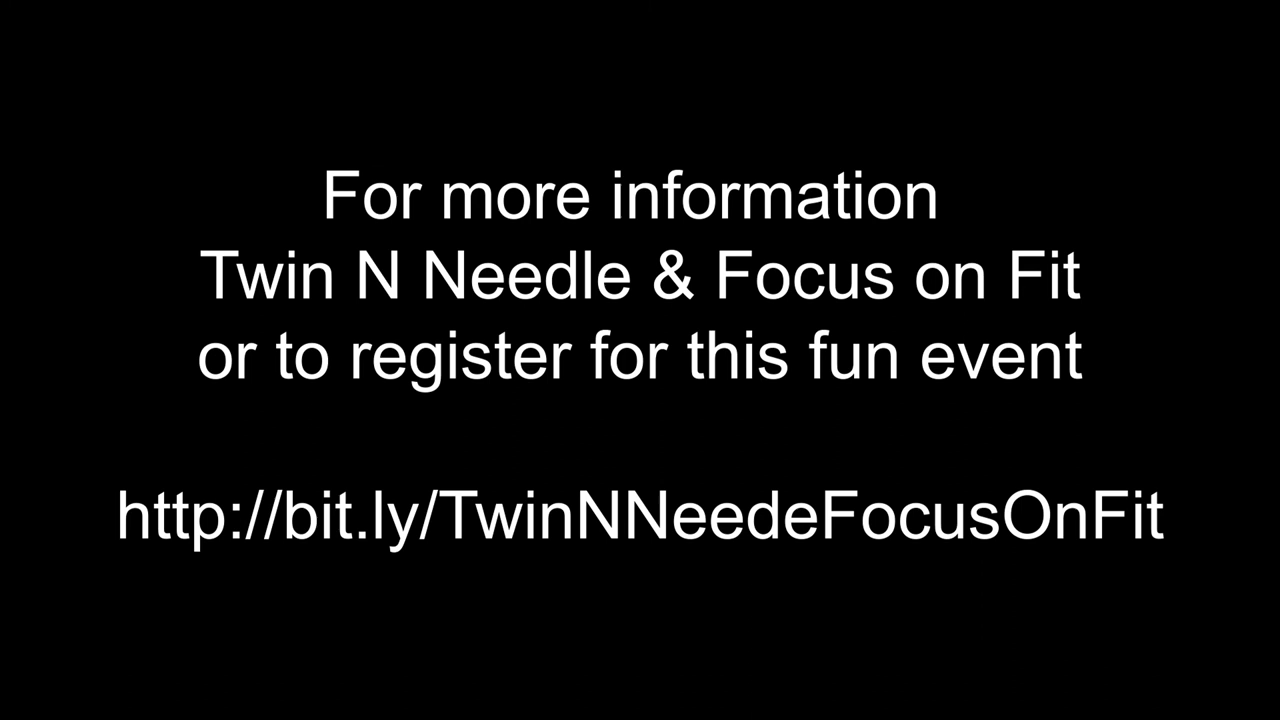 For more information
Twin N Needle & Focus on Fit
or to register for this fun event
http://bit.ly/TwinNNeedeFocusOnFit